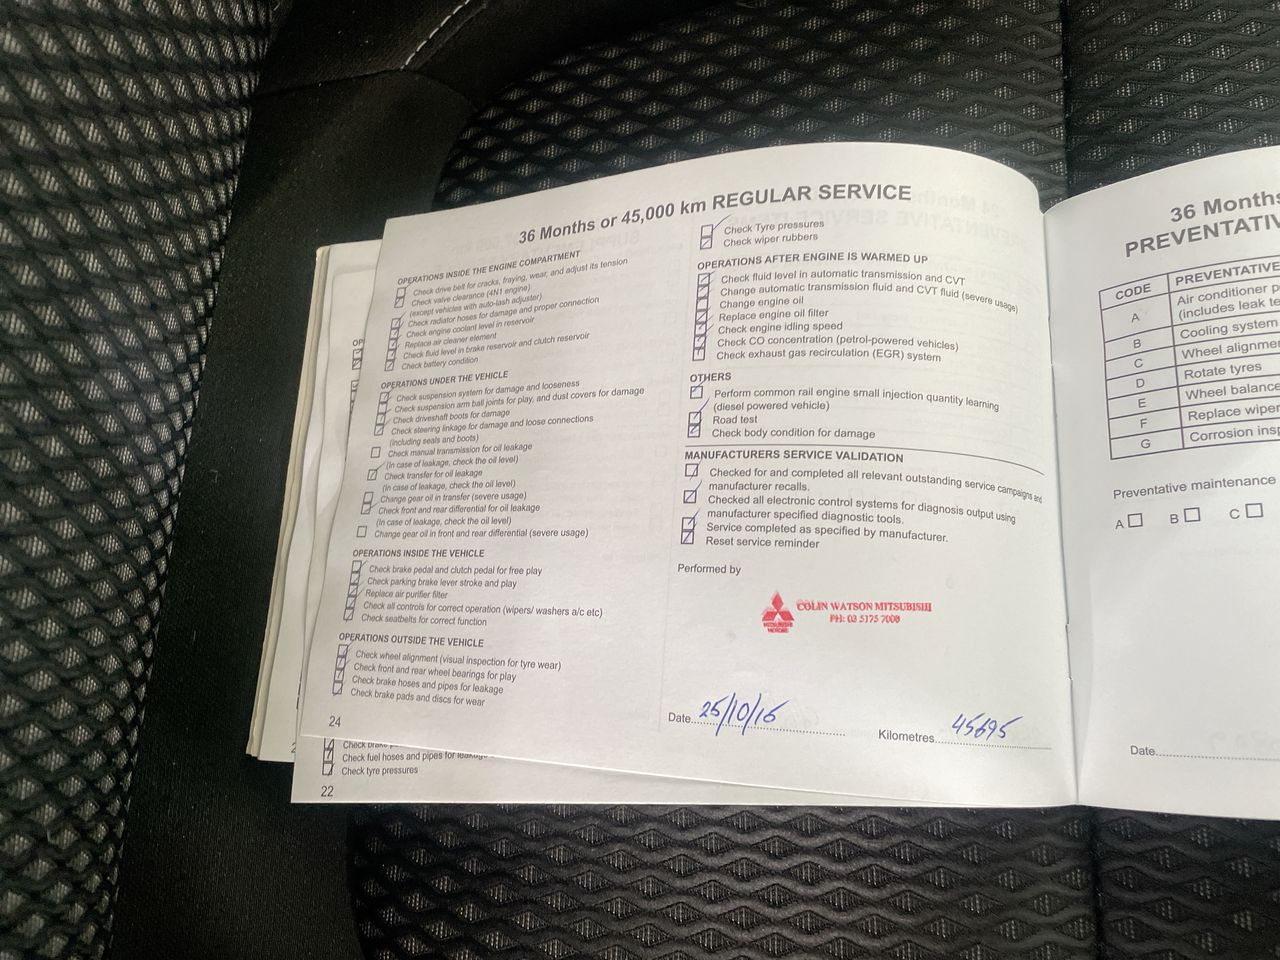 36 Months or 45,000 km REGULAR SERVICE
OPERATIONS INSIDE THE ENGINE COMPARTMENT
Check drive belt for cracks, fraying, wear, and adjust its tension
Check valve clearance (4N1 engine)
(except vehicles with auto-lash adjuster)
Check radiator hoses for damage and proper connection
Check engine coolant level in reservoir
Replace air cleaner element
Check fluid level in brake reservoir and clutch reservoir
Check battery condition
OPERATIONS UNDER THE VEHICLE
Check suspension system for damage and looseness
Check suspension arm ball joints for play, and dust covers for damage
Check driveshaft boots for damage
Check steering linkage for damage and loose connections
(including seals and boots)
Check manual transmission for oil leakage
(in case of leakage, check the oil level)
Check transfer for oil leakage
(in case of leakage, check the oil level)
Change gear oil in transfer (severe usage)
Check front and rear differential for oil leakage
(in case of leakage, check the oil level)
Change gear oil in front and rear differential (severe usage)
OPERATIONS INSIDE THE VEHICLE
Check brake pedal and clutch pedal for free play
Check parking brake lever stroke and play
Replace air purifier filter
Check all controls for correct operation (wipers/ washers a/c etc)
Check seatbelts for correct function
OPERATIONS OUTSIDE THE VEHICLE
Check wheel alignment (visual inspection for tyre wear)
Check front and rear wheel bearings for play
Check brake hoses and pipes for leakage
Check brake pads and discs for wear
24
Check Tyre pressures
Check wiper rubbers
OPERATIONS AFTER ENGINE IS WARMED UP
Check fluid level in automatic transmission and CVT
Change automatic transmission fluid and CVT fluid (severe usage)
Change engine oil
Replace engine oil filter
Check engine idling speed
Check CO concentration (petrol-powered vehicles)
Check exhaust gas recirculation (EGR) system
OTHERS
Perform common rail engine small injection quantity learning
(diesel powered vehicle)
Road test
Check body condition for damage
MANUFACTURERS SERVICE VALIDATION
Checked for and completed all relevant outstanding service campaigns and
manufacturer recalls.
Checked all electronic control systems for diagnosis output using
manufacturer specified diagnostic tools.
Service completed as specified by manufacturer.
Reset service reminder
Performed by
MITSUBISHI
MOTORS
COLIN WATSON MITSUBISHI
PH: 03 5175 7000
Date 25/10/15
Kilometres 45695
36 Months
PREVENTATIV
CODE PREVENTATIVE
A Air conditioner p
(includes leak te
B Cooling system
C Wheel alignme
D Rotate tyres
E Wheel balance
F Replace wiper
G Corrosion insp
Preventative maintenance
A B C
Date
Check brake p
Check fuel hoses and pipes for leakage
Check tyre pressures
22